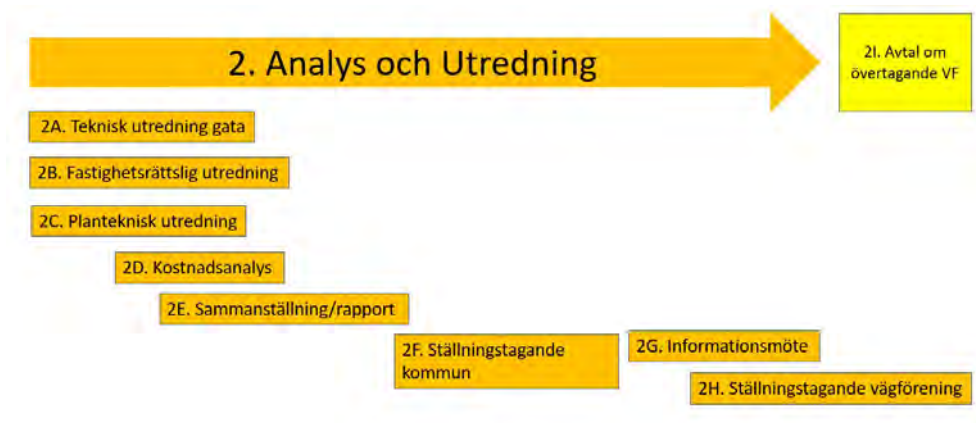 2. Analys och Utredning
2I. Avtal om
övertagande VF
2A. Teknisk utredning gata
2B. Fastighetsrättslig utredning
2C. Planteknisk utredning
2D. Kostnadsanalys
2E. Sammanställning/rapport
2F. Ställningstagande
kommun
2G. Informationsmöte
2H. Ställningstagande vägförening